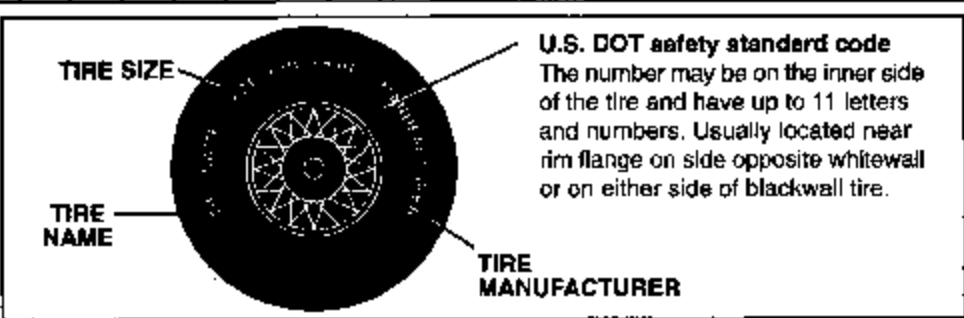 TIRE SIZE
TIRE
NAME
TIRE
MANUFACTURER
U.S. DOT safety standard code
The number may be on the inner side
of the tire and have up to 11 letters
and numbers. Usually located near
rim flange on side opposite whitewall
or on either side of blackwall tire.